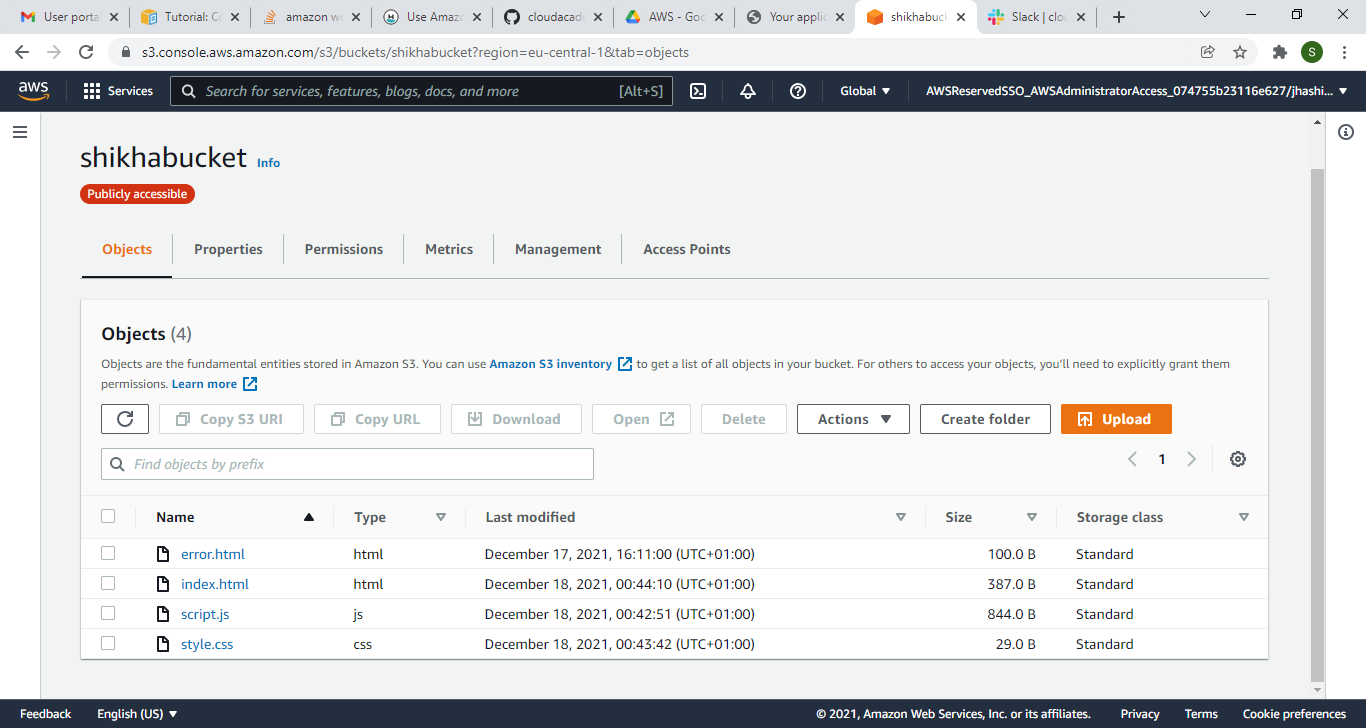 User porta
Tutorial: Co
amazon we
Use Amazo
cloudacade
AWS - Goo
Your applic
shikhabuck
Slack | clou
s3.console.aws.amazon.com/s3/buckets/shikhabucket?region=eu-central-1&tab=objects
S
aws
Services
Search for services, features, blogs, docs, and more
[Alt+S]
Global
AWSReservedSSO_AWSAdministratorAccess_074755b23116e627/jhashi...
shikhabucket Info
Publicly accessible
Objects
Properties
Permissions
Metrics
Management
Access Points
Objects (4)
Objects are the fundamental entities stored in Amazon S3. You can use Amazon S3 inventory to get a list of all objects in your bucket. For others to access your objects, you'll need to explicitly grant them
permissions. Learn more
Copy S3 URI
Copy URL
Download
Open
Delete
Actions
Create folder
Upload
Find objects by prefix
1
Name Type Last modified Size Storage class
error.html html December 17, 2021, 16:11:00 (UTC+01:00) 100.0 B Standard
index.html html December 18, 2021, 00:44:10 (UTC+01:00) 387.0 B Standard
script.js js December 18, 2021, 00:42:51 (UTC+01:00) 844.0 B Standard
style.css css December 18, 2021, 00:43:42 (UTC+01:00) 29.0 B Standard
Feedback
English (US)
© 2021, Amazon Web Services, Inc. or its affiliates.
Privacy
Terms
Cookie preferences